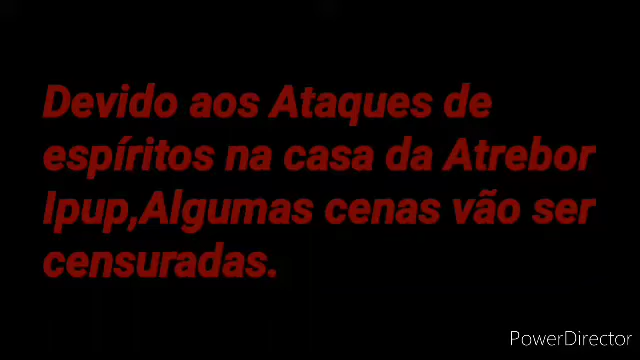 Devido aos Ataques de
espíritos na casa da Atrebor
Ipup,Algumas cenas vão ser
censuradas.
PowerDirector